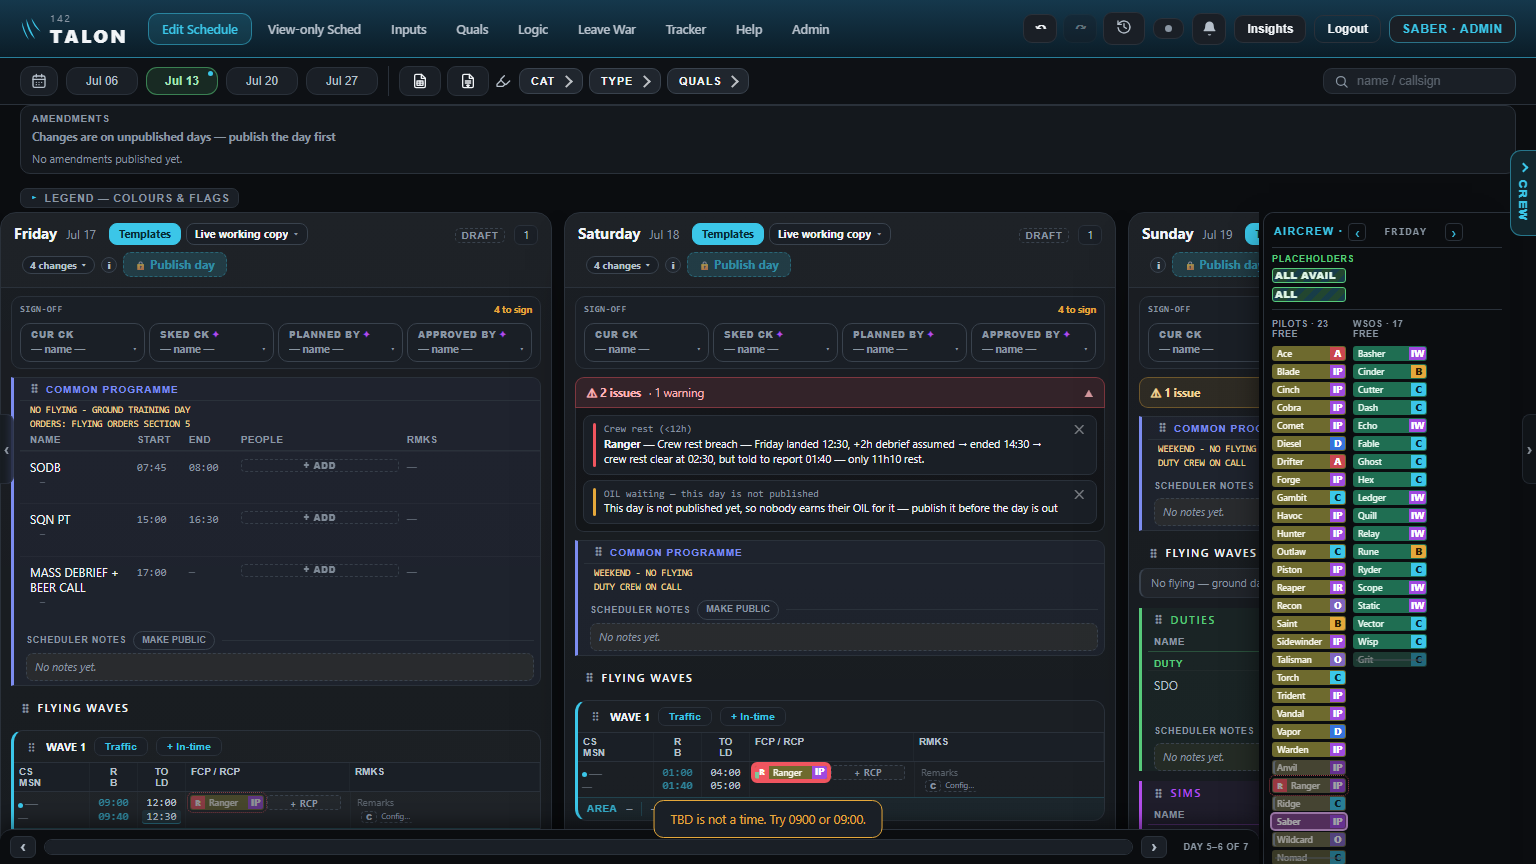 142
TALON
Edit Schedule
View-only Sched
Inputs
Quals
Logic
Leave War
Tracker
Help
Admin
Insights
Logout
SABER · ADMIN
Jul 06
Jul 13
Jul 20
Jul 27
CAT
TYPE
QUALS
name / callsign
AMENDMENTS
Changes are on unpublished days — publish the day first
No amendments published yet.
LEGEND — COLOURS & FLAGS
CREW
Friday Jul 17
Templates
Live working copy
DRAFT
1
4 changes
i
Publish day
SIGN-OFF
4 to sign
CUR CK
— name —
SKED CK
— name —
PLANNED BY
— name —
APPROVED BY
— name —
COMMON PROGRAMME
NO FLYING - GROUND TRAINING DAY
ORDERS: FLYING ORDERS SECTION 5
NAME START END PEOPLE RMKS
SODB 07:45 08:00 + ADD —
—
SQN PT 15:00 16:30 + ADD —
—
MASS DEBRIEF + BEER CALL 17:00 — + ADD —
—
SCHEDULER NOTES
MAKE PUBLIC
No notes yet.
FLYING WAVES
WAVE 1
Traffic
+ In-time
CS MSN
R B
TO LD
FCP / RCP
RMKS
—
—
09:00
09:40
12:00
12:30
R Ranger IP
+ RCP
Remarks
C Config...
Saturday Jul 18
Templates
Live working copy
DRAFT
1
4 changes
i
Publish day
SIGN-OFF
4 to sign
CUR CK
— name —
SKED CK
— name —
PLANNED BY
— name —
APPROVED BY
— name —
2 issues · 1 warning
Crew rest (<12h)
Ranger — Crew rest breach — Friday landed 12:30, +2h debrief assumed → ended 14:30 →
crew rest clear at 02:30, but told to report 01:40 — only 11h10 rest.
OIL waiting — this day is not published
This day is not published yet, so nobody earns their OIL for it — publish it before the day is out
COMMON PROGRAMME
WEEKEND - NO FLYING
DUTY CREW ON CALL
SCHEDULER NOTES
MAKE PUBLIC
No notes yet.
FLYING WAVES
WAVE 1
Traffic
+ In-time
CS MSN
R B
TO LD
FCP / RCP
RMKS
—
—
01:00
01:40
04:00
05:00
R Ranger IP
+ RCP
Remarks
C Config...
AREA —
TBD is not a time. Try 0900 or 09:00.
Sunday Jul 19
i
Publish day
SIGN-OFF
CUR CK
— name —
1 issue
COMMON PROG
WEEKEND - NO FLYING
DUTY CREW ON CALL
SCHEDULER NOTES
No notes yet.
FLYING WAVES
No flying — ground da
DUTIES
NAME
DUTY
SDO
SCHEDULER NOTES
No notes yet.
SIMS
NAME
AIRCREW ·
FRIDAY
PLACEHOLDERS
ALL AVAIL
ALL
PILOTS · 23 FREE
Ace A
Blade IP
Cinch IP
Cobra IP
Comet IP
Diesel D
Drifter A
Forge IP
Gambit C
Havoc IP
Hunter IP
Outlaw C
Piston IP
Reaper IR
Recon O
Saint B
Sidewinder IP
Talisman O
Torch C
Trident IP
Vandal IP
Vapor D
Warden IP
Anvil IP
R Ranger IP
Ridge C
Saber IP
Wildcard O
Nomad C
WSOS · 17 FREE
Basher IW
Cinder B
Cutter C
Dash C
Echo IW
Fable C
Ghost C
Hex C
Ledger IW
Quill IW
Relay IW
Rune B
Ryder C
Scope IW
Static IW
Vector C
Wisp C
Grit C
DAY 5–6 OF 7